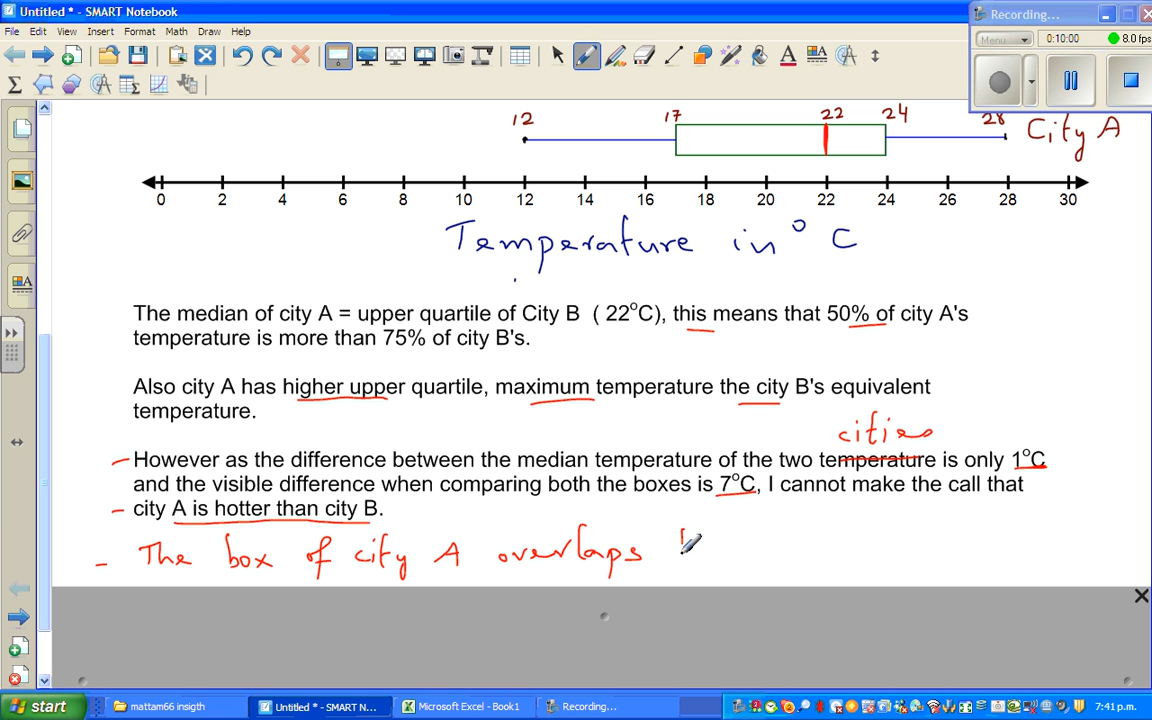 Untitled * - SMART Notebook
Recording...
File Edit View Insert Format Math Draw Help
Menu 0:10:00 8.0 fps
12 17 22 24 28 City A
0 2 4 6 8 10 12 14 16 18 20 22 24 26 28 30
Temperature in ° C
The median of city A = upper quartile of City B ( 22°C), this means that 50% of city A's
temperature is more than 75% of city B's.
Also city A has higher upper quartile, maximum temperature the city B's equivalent
temperature.
cities
However as the difference between the median temperature of the two temperature is only 1°C
and the visible difference when comparing both the boxes is 7°C, I cannot make the call that
city A is hotter than city B.
- The box of city A overlaps
start mattam66 insigth Untitled * - SMART N... Microsoft Excel - Book1 Recording... 7:41 p.m.